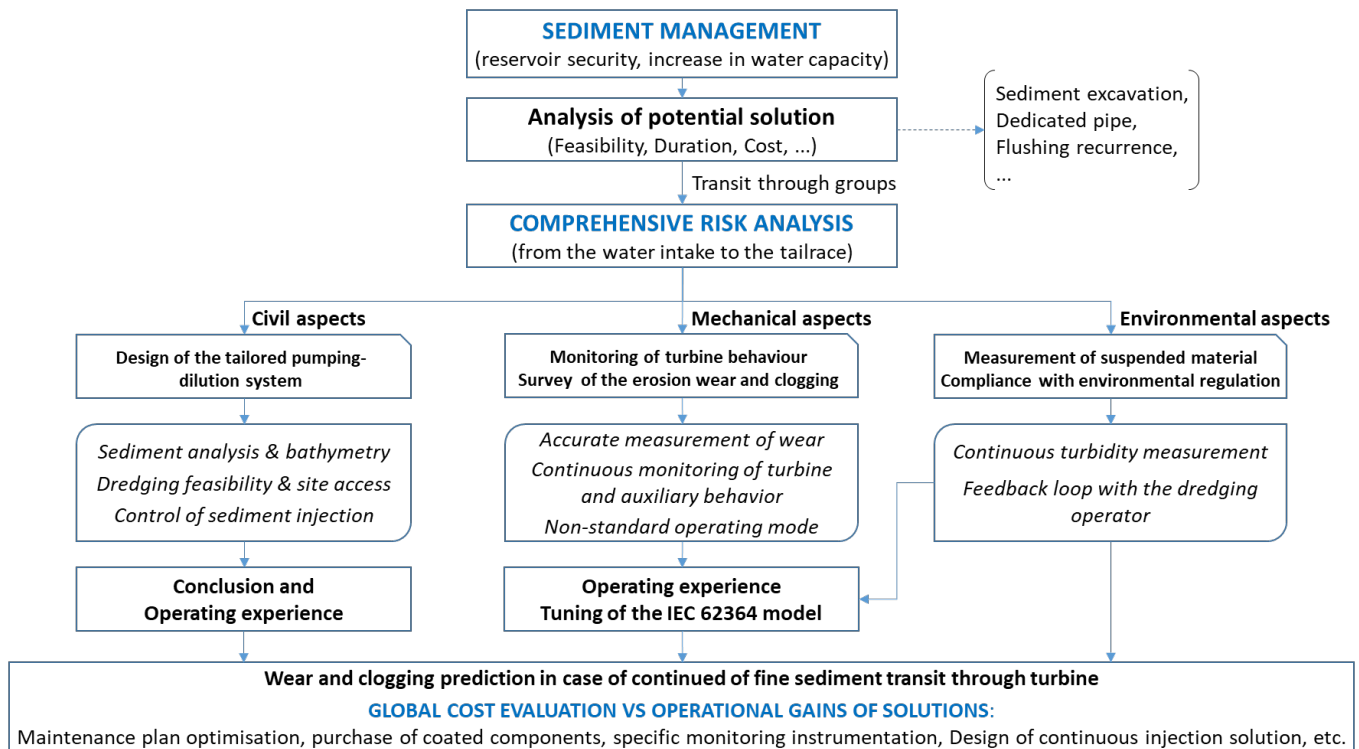 SEDIMENT MANAGEMENT
(reservoir security, increase in water capacity)
Analysis of potential solution
(Feasibility, Duration, Cost, ...)
Sediment excavation,
Dedicated pipe,
Flushing recurrence,
...
Transit through groups
COMPREHENSIVE RISK ANALYSIS
(from the water intake to the tailrace)
Civil aspects
Design of the tailored pumping-
dilution system
Sediment analysis & bathymetry
Dredging feasibility & site access
Control of sediment injection
Conclusion and
Operating experience
Mechanical aspects
Monitoring of turbine behaviour
Survey of the erosion wear and clogging
Accurate measurement of wear
Continuous monitoring of turbine
and auxiliary behavior
Non-standard operating mode
Operating experience
Tuning of the IEC 62364 model
Environmental aspects
Measurement of suspended material
Compliance with environmental regulation
Continuous turbidity measurement
Feedback loop with the dredging
operator
Wear and clogging prediction in case of continued of fine sediment transit through turbine
GLOBAL COST EVALUATION VS OPERATIONAL GAINS OF SOLUTIONS:
Maintenance plan optimisation, purchase of coated components, specific monitoring instrumentation, Design of continuous injection solution, etc.